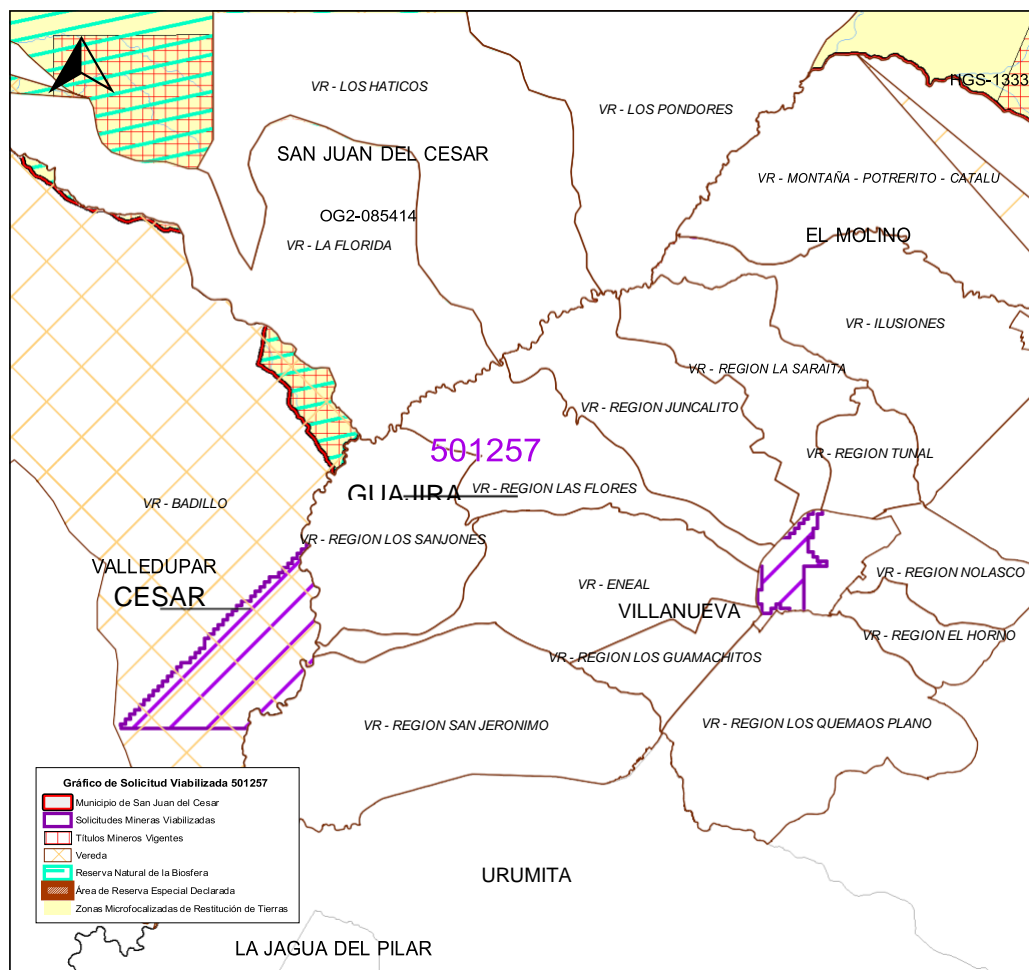 HGS-1333
VR - LOS HATICOS
VR - LOS PONDORES
SAN JUAN DEL CESAR
VR - MONTAÑA - POTRERITO - CATALU
OG2-085414
EL MOLINO
VR - LA FLORIDA
VR - ILUSIONES
VR - REGION LA SARAITA
VR - REGION JUNCALITO
501257
VR - REGION TUNAL
GUAJIRA
VR - REGION LAS FLORES
VR - BADILLO
VR - REGION LOS SANJONES
VALLEDUPAR
VR - REGION NOLASCO
VR - ENEAL
CESAR
VILLANUEVA
VR - REGION EL HORNO
VR - REGION LOS GUAMACHITOS
VR - REGION SAN JERONIMO
VR - REGION LOS QUEMAOS PLANO
Gráfico de Solicitud Viabilizada 501257
Municipio de San Juan del Cesar
Solicitudes Mineras Viabilizadas
Títulos Mineros Vigentes
Vereda
Reserva Natural de la Biosfera
Área de Reserva Especial Declarada
Zonas Microfocalizadas de Restitución de Tierras
URUMITA
LA JAGUA DEL PILAR